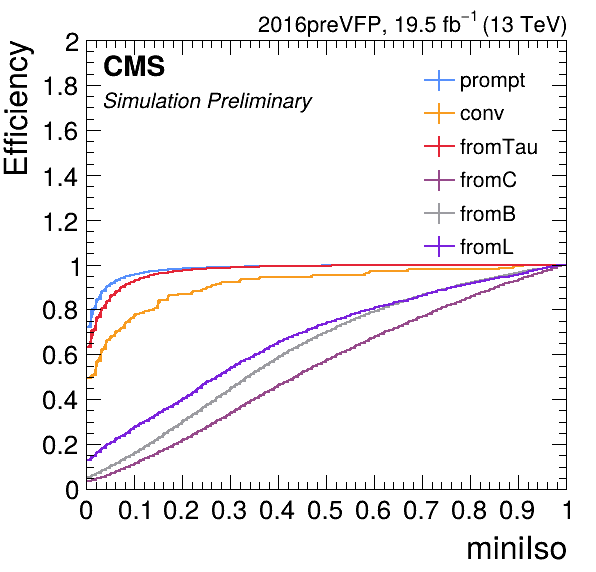 2016preVFP, 19.5 fb⁻¹ (13 TeV)
Efficiency
CMS
Simulation Preliminary
prompt
conv
fromTau
fromC
fromB
fromL
2
1.8
1.6
1.4
1.2
1
0.8
0.6
0.4
0.2
0
0 0.1 0.2 0.3 0.4 0.5 0.6 0.7 0.8 0.9 1
miniIso